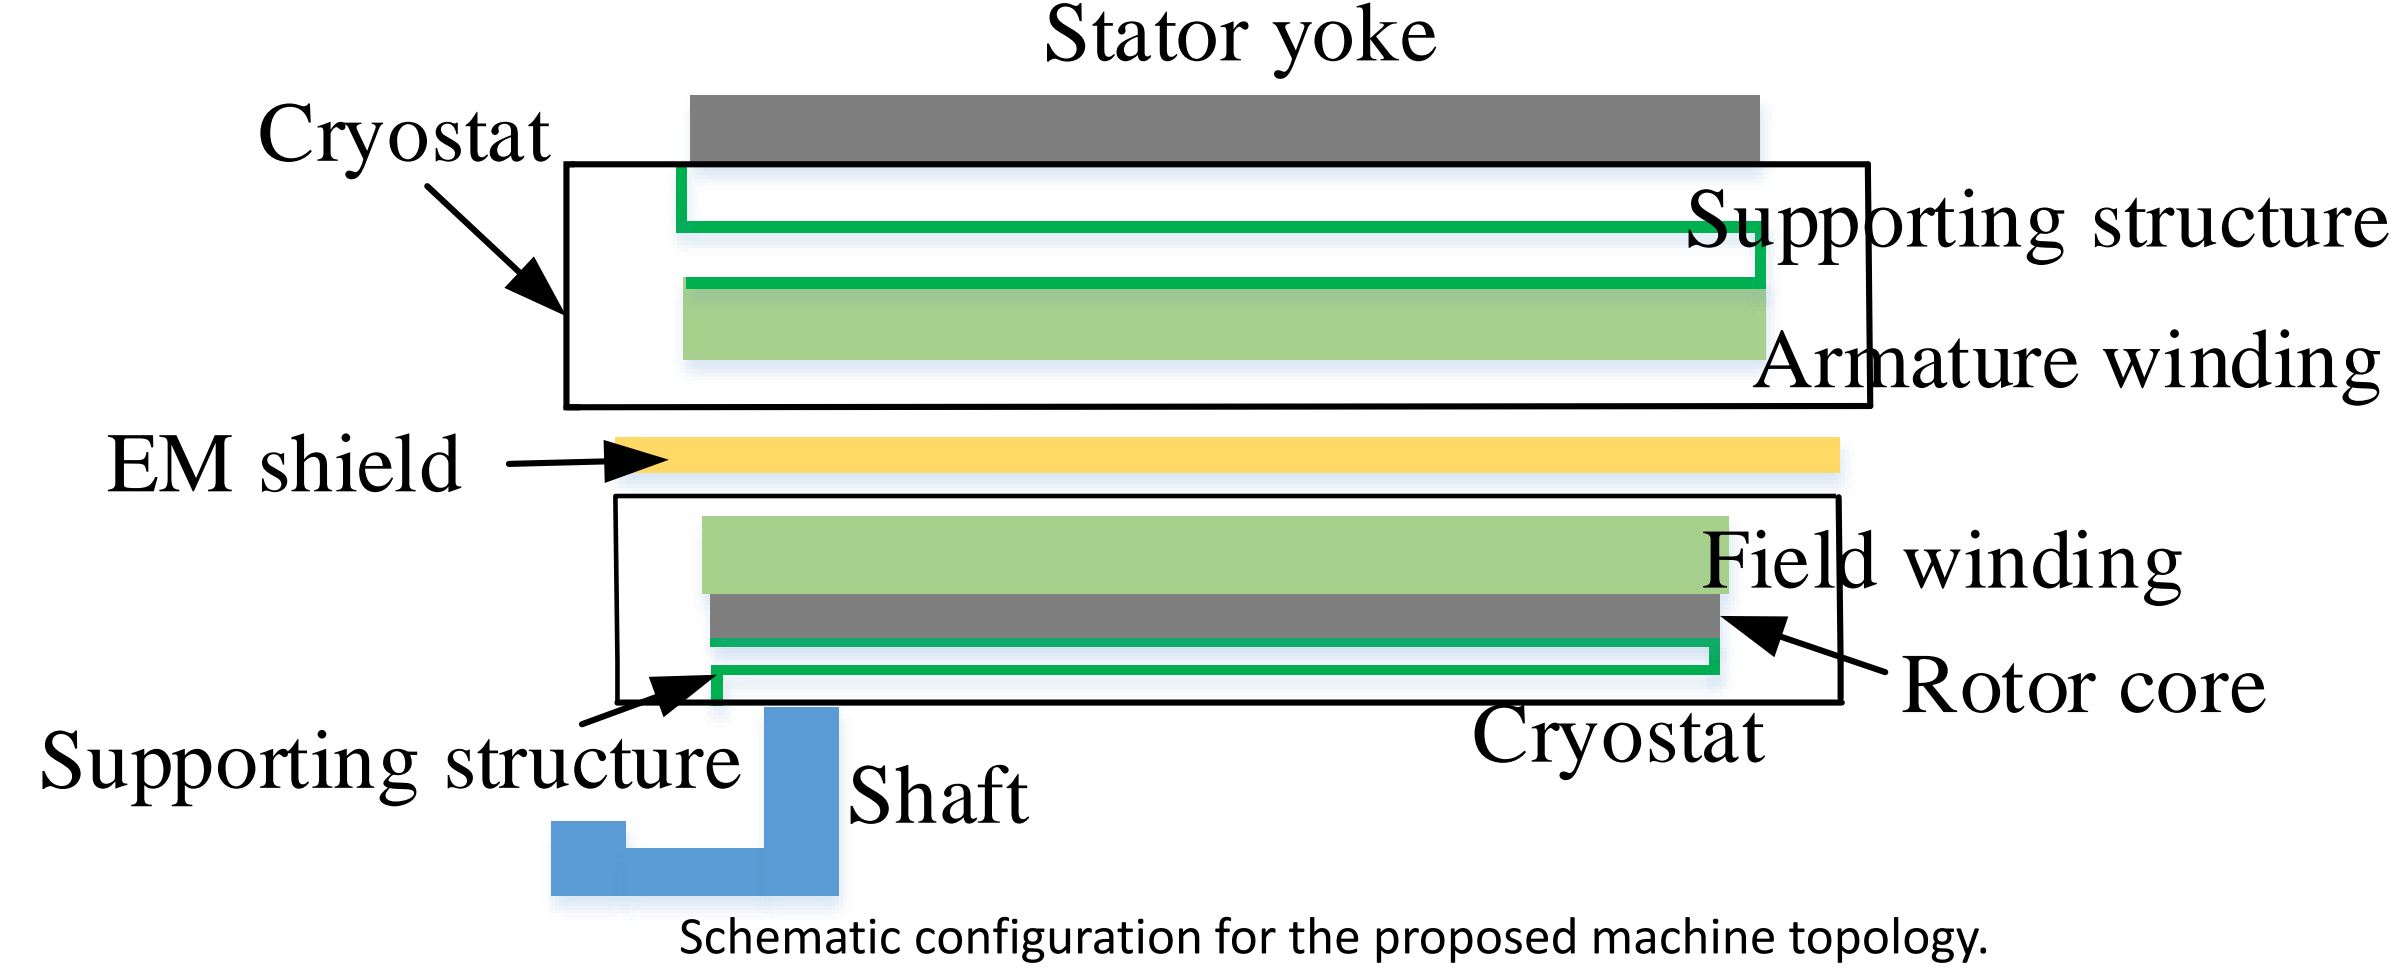 Stator yoke
Cryostat
Supporting structure
Armature winding
EM shield
Field winding
Rotor core
Cryostat
Supporting structure
Shaft
Schematic configuration for the proposed machine topology.